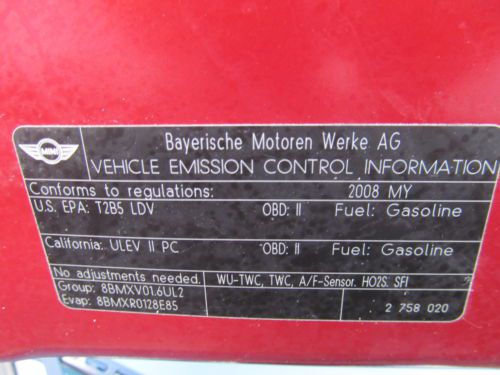 MINI
Bayerische Motoren Werke AG
VEHICLE EMISSION CONTROL INFORMATION
Conforms to regulations: 2008 MY
U.S. EPA: T2B5 LDV OBD: II Fuel: Gasoline
California: ULEV II PC OBD: II Fuel: Gasoline
No adjustments needed. WU-TWC, TWC, A/F-Sensor. HO2S. SFI
Group: 8BMXV01.6UL2
Evap: 8BMXR0128E85 2 758 020